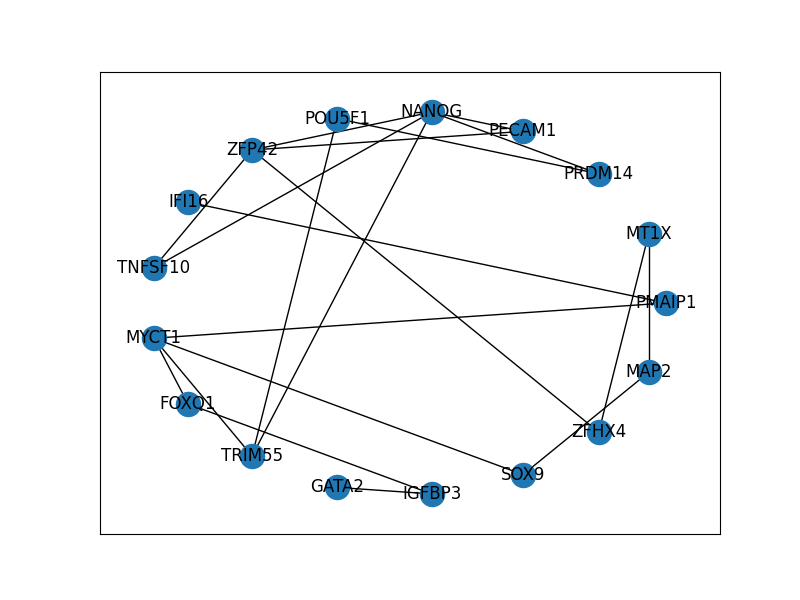 NANOG
POU5F1
PECAM1
ZFP42
PRDM14
IFI16
MT1X
TNFSF10
PMAIP1
MYCT1
MAP2
FOXO1
ZFHX4
TRIM55
SOX9
GATA2
IGFBP3